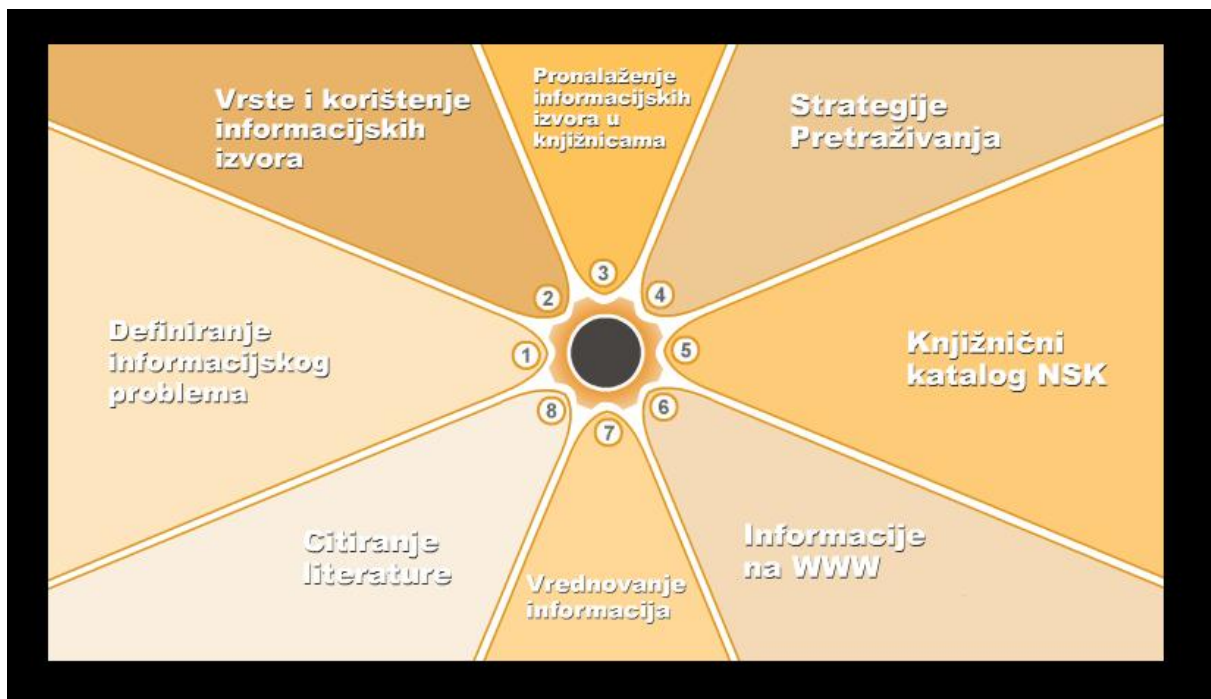 1
Definiranje
informacijskog
problema
2
Vrste i korištenje
informacijskih
izvora
3
Pronalaženje
informacijskih
izvora u
knjižnicama
4
Strategije
Pretraživanja
5
Knjižnični
katalog NSK
6
Informacije
na WWW
7
Vrednovanje
informacija
8
Citiranje
literature